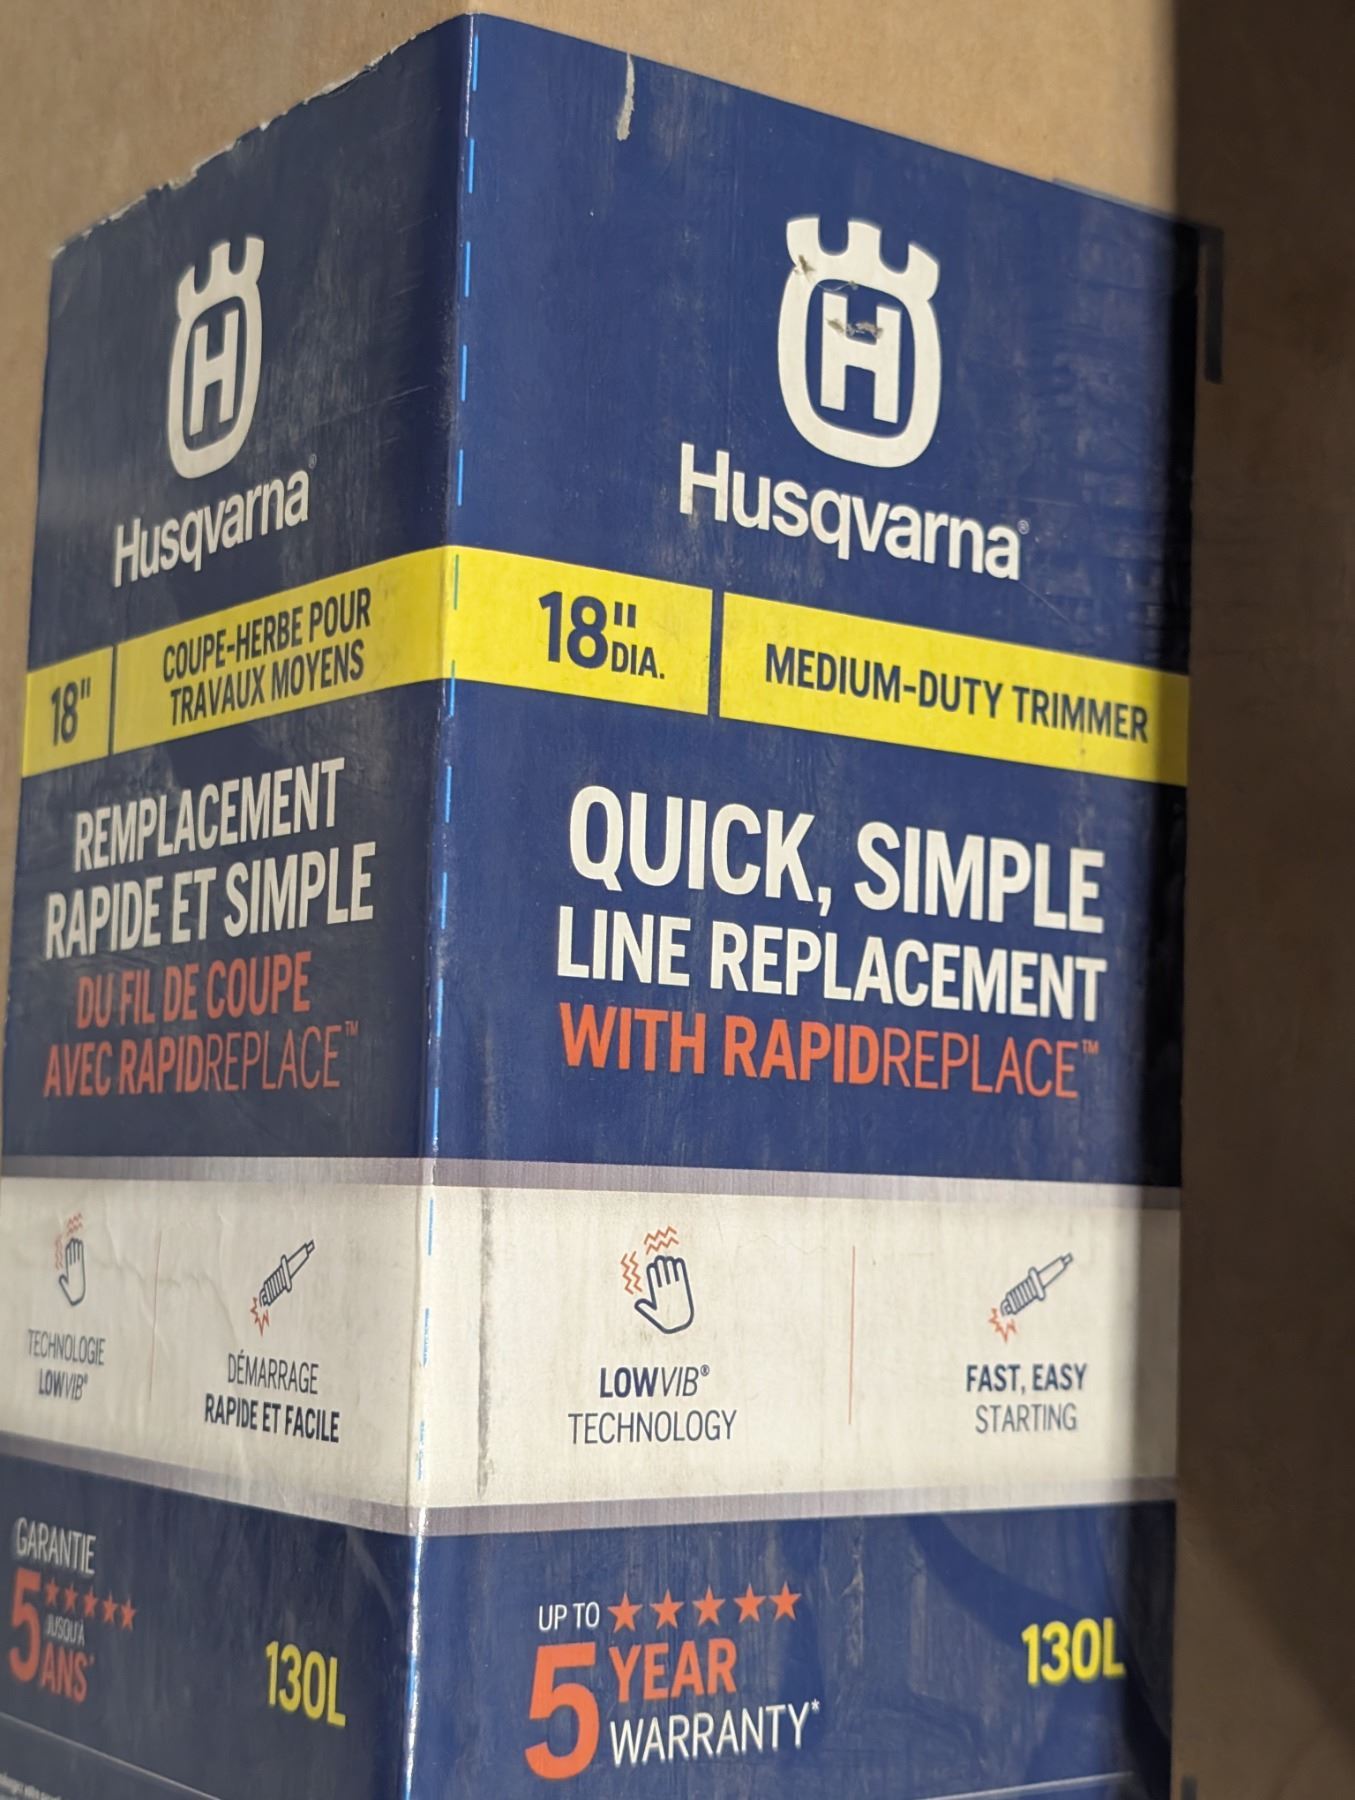 H
Husqvarna®
18"
COUPE-HERBE POUR
TRAVAUX MOYENS
REMPLACEMENT
RAPIDE ET SIMPLE
DU FIL DE COUPE
AVEC RAPIDREPLACE™
TECHNOLOGIE
LOWVIB®
DÉMARRAGE
RAPIDE ET FACILE
GARANTIE
JUSQU'À
5 ANS*
130L
H
Husqvarna®
18" DIA.
MEDIUM-DUTY TRIMMER
QUICK, SIMPLE
LINE REPLACEMENT
WITH RAPIDREPLACE™
LOWVIB®
TECHNOLOGY
FAST, EASY
STARTING
UP TO
5 YEAR
WARRANTY*
130L